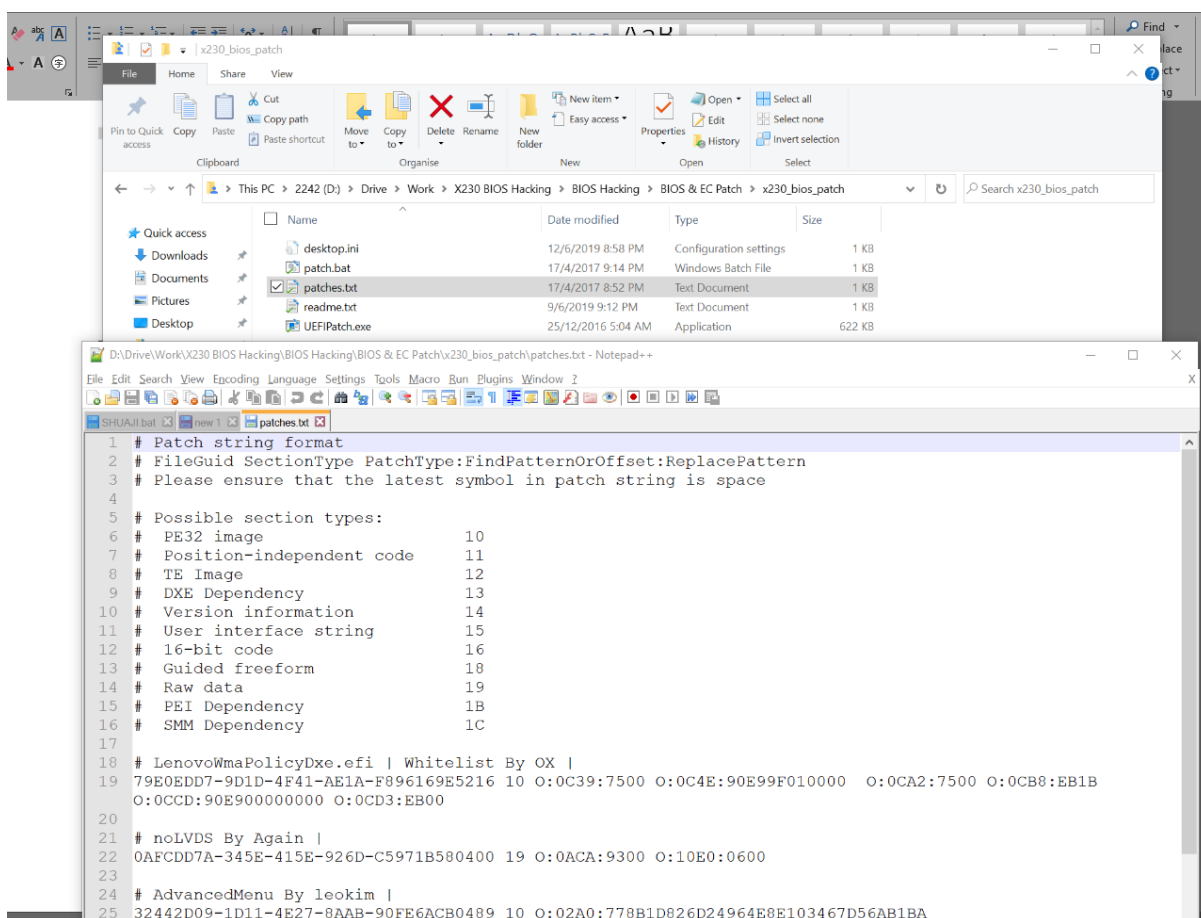 Find
lace
ct
ng
x230_bios_patch
File Home Share View
Pin to Quick access
Copy
Paste
Cut
Copy path
Paste shortcut
Move to
Copy to
Delete
Rename
New folder
New item
Easy access
Properties
Open
Edit
History
Select all
Select none
Invert selection
Clipboard Organise New Open Select
This PC > 2242 (D:) > Drive > Work > X230 BIOS Hacking > BIOS Hacking > BIOS & EC Patch > x230_bios_patch
Search x230_bios_patch
Name Date modified Type Size
Quick access
Downloads
Documents
Pictures
Desktop
desktop.ini 12/6/2019 8:58 PM Configuration settings 1 KB
patch.bat 17/4/2017 9:14 PM Windows Batch File 1 KB
patches.txt 17/4/2017 8:52 PM Text Document 1 KB
readme.txt 9/6/2019 9:12 PM Text Document 1 KB
UEFIPatch.exe 25/12/2016 5:04 AM Application 622 KB
D:\Drive\Work\X230 BIOS Hacking\BIOS Hacking\BIOS & EC Patch\x230_bios_patch\patches.txt - Notepad++
File Edit Search View Encoding Language Settings Tools Macro Run Plugins Window ? X
SHUAJI.bat new 1 patches.txt
1 # Patch string format
2 # FileGuid SectionType PatchType:FindPatternOrOffset:ReplacePattern
3 # Please ensure that the latest symbol in patch string is space
4
5 # Possible section types:
6 # PE32 image 10
7 # Position-independent code 11
8 # TE Image 12
9 # DXE Dependency 13
10 # Version information 14
11 # User interface string 15
12 # 16-bit code 16
13 # Guided freeform 18
14 # Raw data 19
15 # PEI Dependency 1B
16 # SMM Dependency 1C
17
18 # LenovoWmaPolicyDxe.efi | Whitelist By OX |
19 79E0EDD7-9D1D-4F41-AE1A-F896169E5216 10 O:0C39:7500 O:0C4E:90E99F010000 O:0CA2:7500 O:0CB8:EB1B
O:0CCD:90E900000000 O:0CD3:EB00
20
21 # noLVDS By Again |
22 0AFCDD7A-345E-415E-926D-C5971B580400 19 O:0ACA:9300 O:10E0:0600
23
24 # AdvancedMenu By leokim |
25 32442D09-1D11-4E27-8AAB-90FE6ACB0489 10 O:02A0:778B1D826D24964E8E103467D56AB1BA